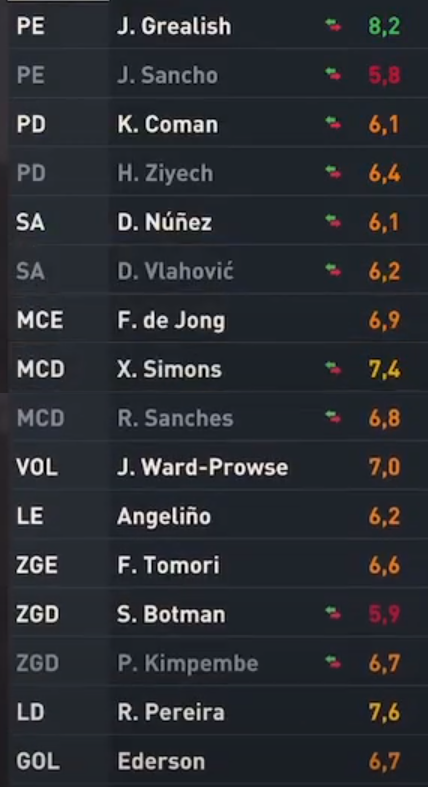 PE J. Grealish 8,2
PE J. Sancho 5,8
PD K. Coman 6,1
PD H. Ziyech 6,4
SA D. Núñez 6,1
SA D. Vlahović 6,2
MCE F. de Jong 6,9
MCD X. Simons 7,4
MCD R. Sanches 6,8
VOL J. Ward-Prowse 7,0
LE Angeliño 6,2
ZGE F. Tomori 6,6
ZGD S. Botman 5,9
ZGD P. Kimpembe 6,7
LD R. Pereira 7,6
GOL Ederson 6,7